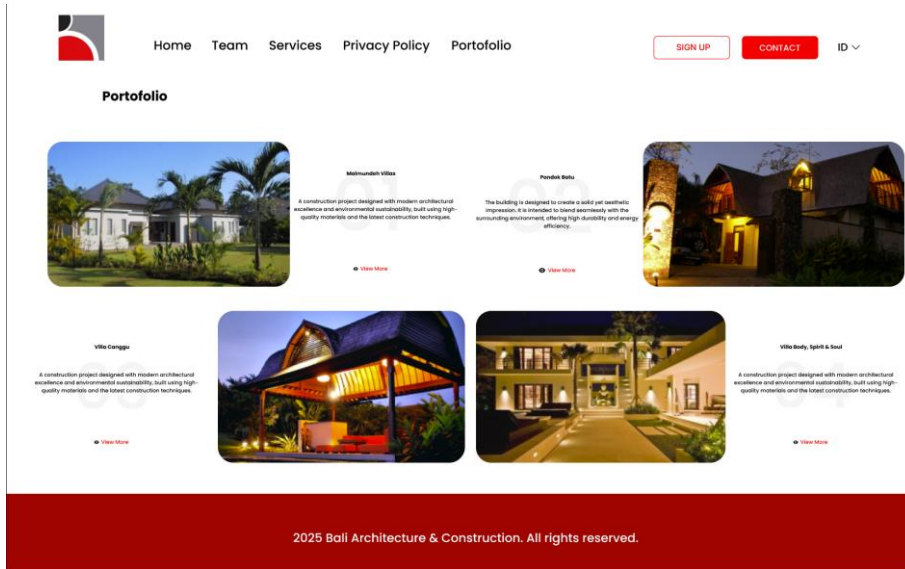 Home Team Services Privacy Policy Portofolio SIGN UP CONTACT ID
Portofolio
01
Maimundah Villas
A construction project designed with modern architectural
excellence and environmental sustainability, built using high-
quality materials and the latest construction techniques.
View More
02
Pondok Batu
The building is designed to create a solid yet aesthetic
impression. It is intended to blend seamlessly with the
surrounding environment, offering high durability and energy
efficiency.
View More
03
Villa Canggu
A construction project designed with modern architectural
excellence and environmental sustainability, built using high-
quality materials and the latest construction techniques.
View More
04
Villa Body, Spirit & Soul
A construction project designed with modern architectural
excellence and environmental sustainability, built using high-
quality materials and the latest construction techniques.
View More
2025 Bali Architecture & Construction. All rights reserved.